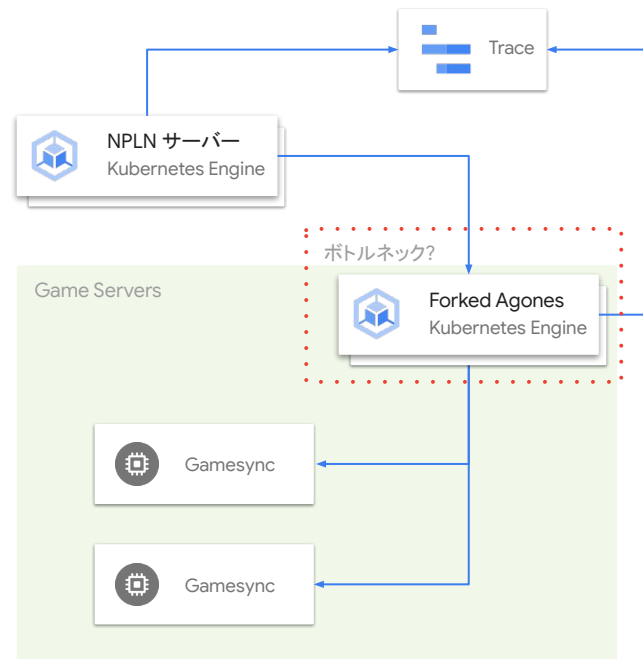 Trace
NPLN サーバー
Kubernetes Engine
ボトルネック?
Game Servers
Forked Agones
Kubernetes Engine
Gamesync
Gamesync